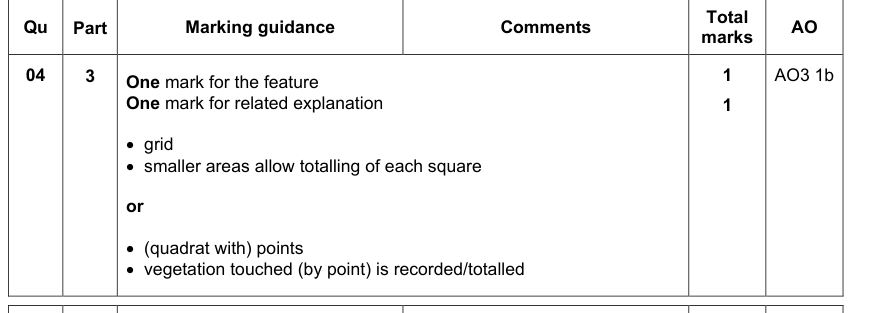 Qu Part Marking guidance Comments Total marks AO
04 3 One mark for the feature 1 AO3 1b
One mark for related explanation 1
• grid
• smaller areas allow totalling of each square
or
• (quadrat with) points
• vegetation touched (by point) is recorded/totalled